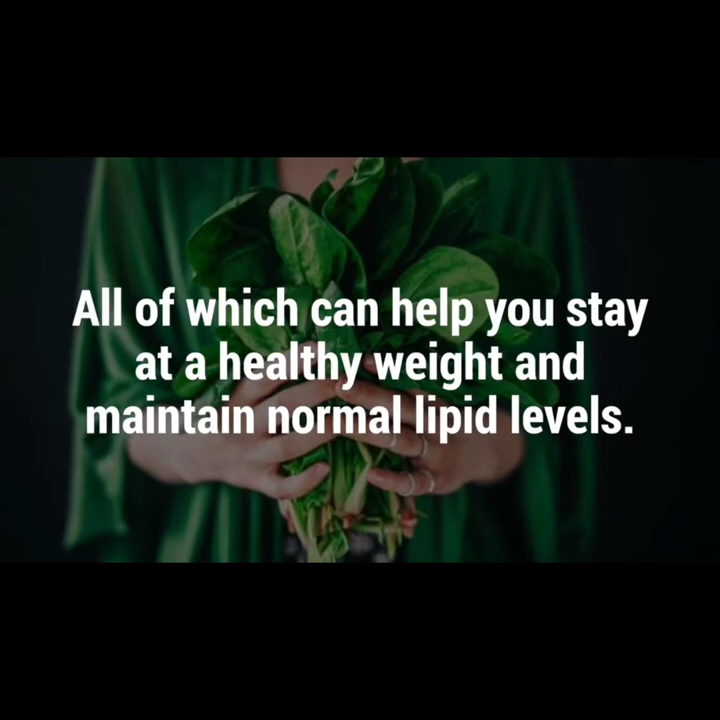 All of which can help you stay
at a healthy weight and
maintain normal lipid levels.